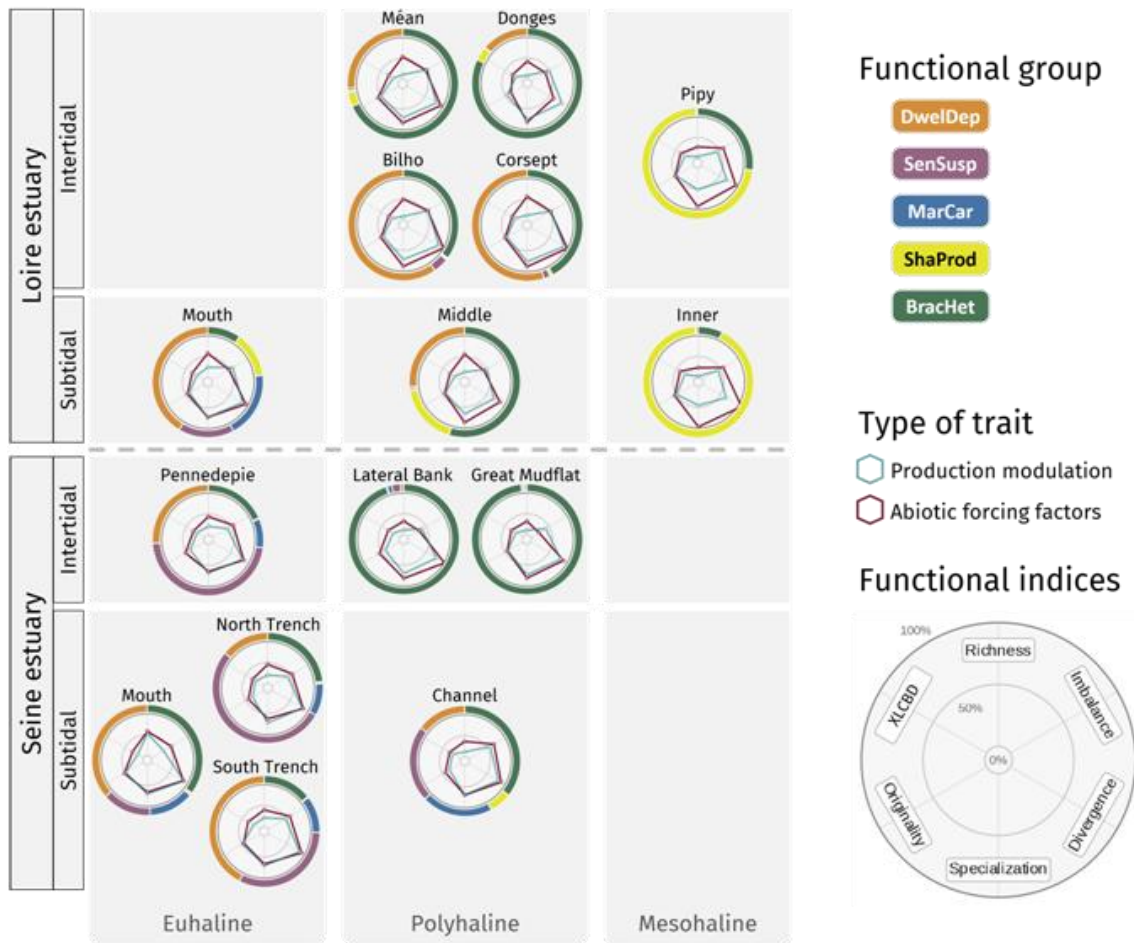 Loire estuary
Intertidal
Méan
Donges
Pipy
Bilho
Corsept
Subtidal
Mouth
Middle
Inner
Seine estuary
Intertidal
Pennedepie
Lateral Bank
Great Mudflat
Subtidal
North Trench
Mouth
South Trench
Channel
Euhaline
Polyhaline
Mesohaline
Functional group
DwelDep
SenSusp
MarCar
ShaProd
BracHet
Type of trait
Production modulation
Abiotic forcing factors
Functional indices
100%
Richness
XLCBD
Imbalance
50%
0%
Originality
Divergence
Specialization